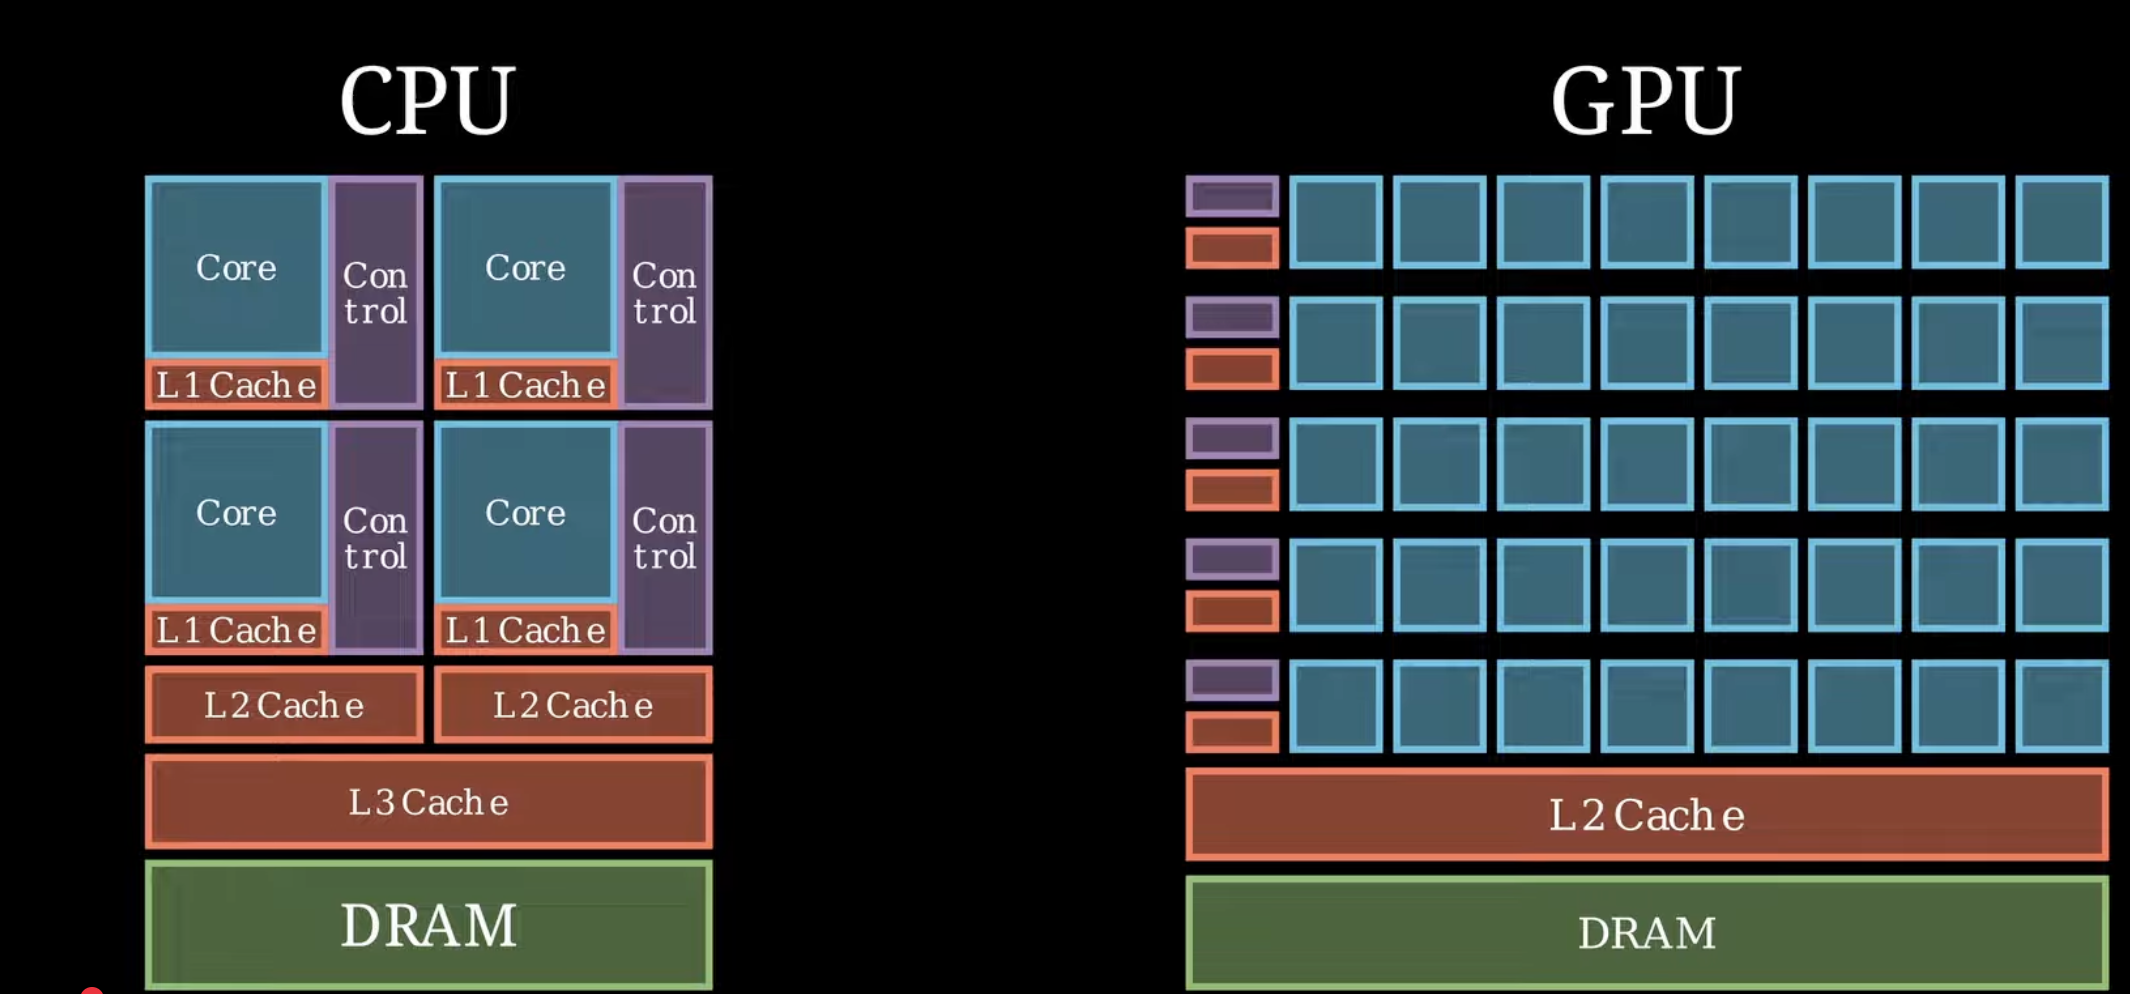 CPU
GPU
Core
Con
trol
Core
Con
trol
L1 Cache
L1 Cache
Core
Con
trol
Core
Con
trol
L1 Cache
L1 Cache
L2 Cache
L2 Cache
L3 Cache
DRAM
L2 Cache
DRAM